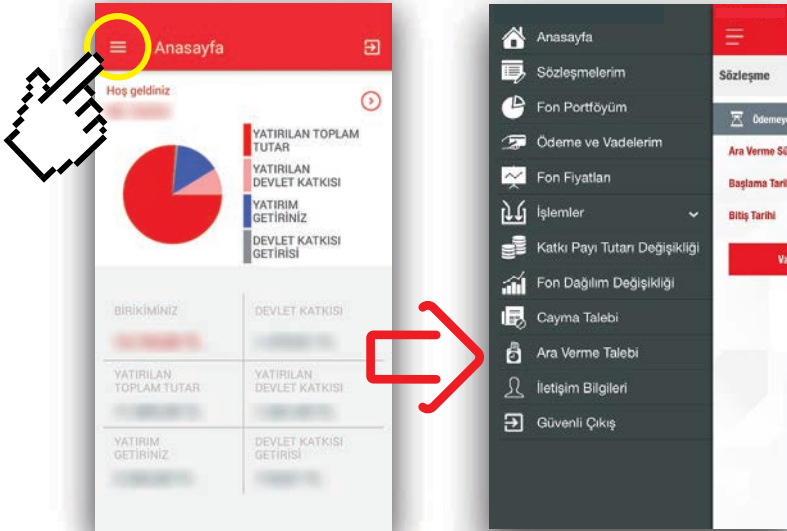 Anasayfa
Hoş geldiniz
YATIRILAN TOPLAM
TUTAR
YATIRILAN
DEVLET KATKISI
YATIRIM
GETİRİNİZ
DEVLET KATKISI
GETİRİSİ
BİRİKİMİNİZ
DEVLET KATKISI
YATIRILAN
TOPLAM TUTAR
YATIRILAN
DEVLET KATKISI
YATIRIM
GETİRİNİZ
DEVLET KATKISI
GETİRİSİ
Anasayfa
Sözleşmelerim
Fon Portföyüm
Ödeme ve Vadelerim
Fon Fiyatları
İşlemler
Katkı Payı Tutarı Değişikliği
Fon Dağılım Değişikliği
Cayma Talebi
Ara Verme Talebi
İletişim Bilgileri
Güvenli Çıkış
Sözleşme
Ara Verme
Başlama
Bitiş Tarihi